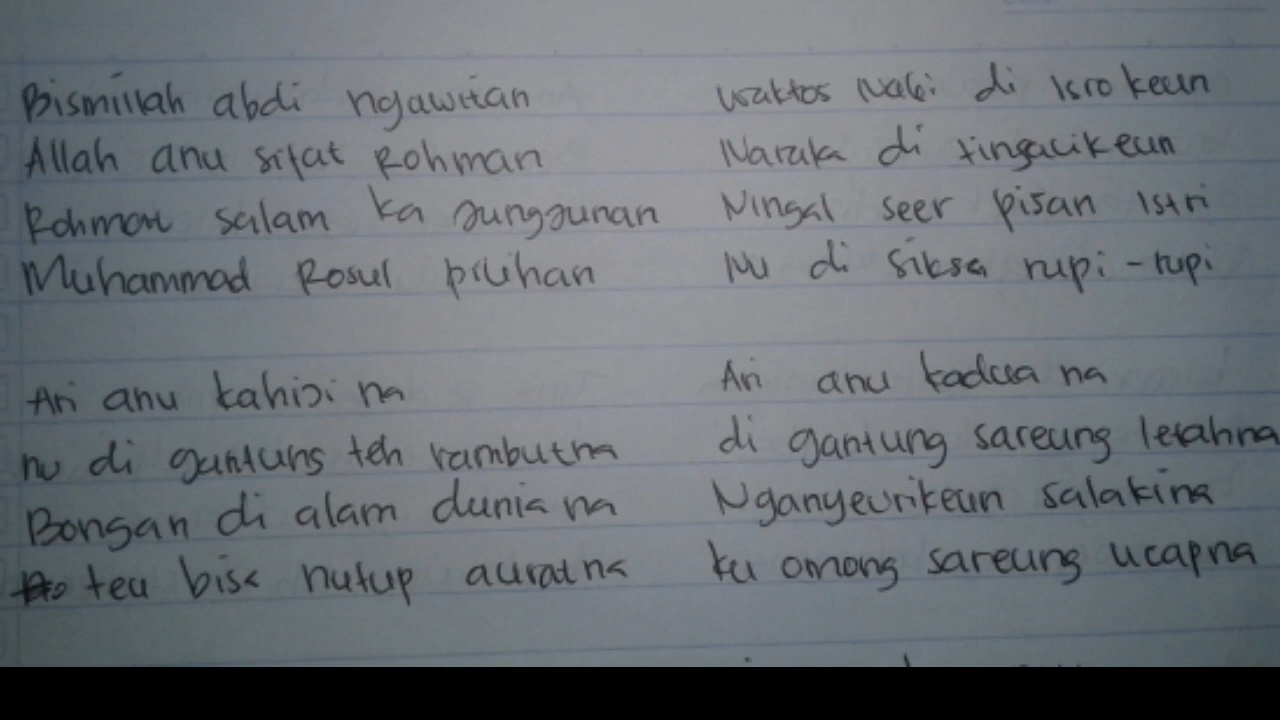 Bismillah abdi ngawitan
Allah anu sifat Rohman
Rohman salam ka Junggunan
Muhammad Rosul pilihan
Ari anu kahiji na
nu di gantung teh rambutna
Bongan di alam dunia na
teu bisa nutup auratna
waktos Nabi di Isro keun
Naraka di tingalikeun
Ningal seer pisan Istri
Nu di siksa rupi-rupi
Ari anu kadua na
di gantung sareung letahna
Nganyeurikeun salakina
ku omong sareung ucapna